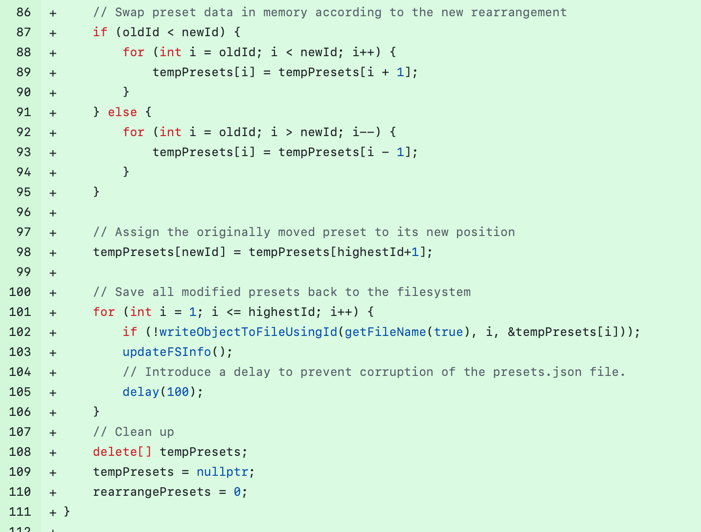 86 + // Swap preset data in memory according to the new rearrangement
87 + if (oldId < newId) {
88 + for (int i = oldId; i < newId; i++) {
89 + tempPresets[i] = tempPresets[i + 1];
90 + }
91 + } else {
92 + for (int i = oldId; i > newId; i--) {
93 + tempPresets[i] = tempPresets[i - 1];
94 + }
95 + }
96 +
97 + // Assign the originally moved preset to its new position
98 + tempPresets[newId] = tempPresets[highestId+1];
99 +
100 + // Save all modified presets back to the filesystem
101 + for (int i = 1; i <= highestId; i++) {
102 + if (!writeObjectToFileUsingId(getFileName(true), i, &tempPresets[i]));
103 + updateFSInfo();
104 + // Introduce a delay to prevent corruption of the presets.json file.
105 + delay(100);
106 + }
107 + // Clean up
108 + delete[] tempPresets;
109 + tempPresets = nullptr;
110 + rearrangePresets = 0;
111 + }
112 +